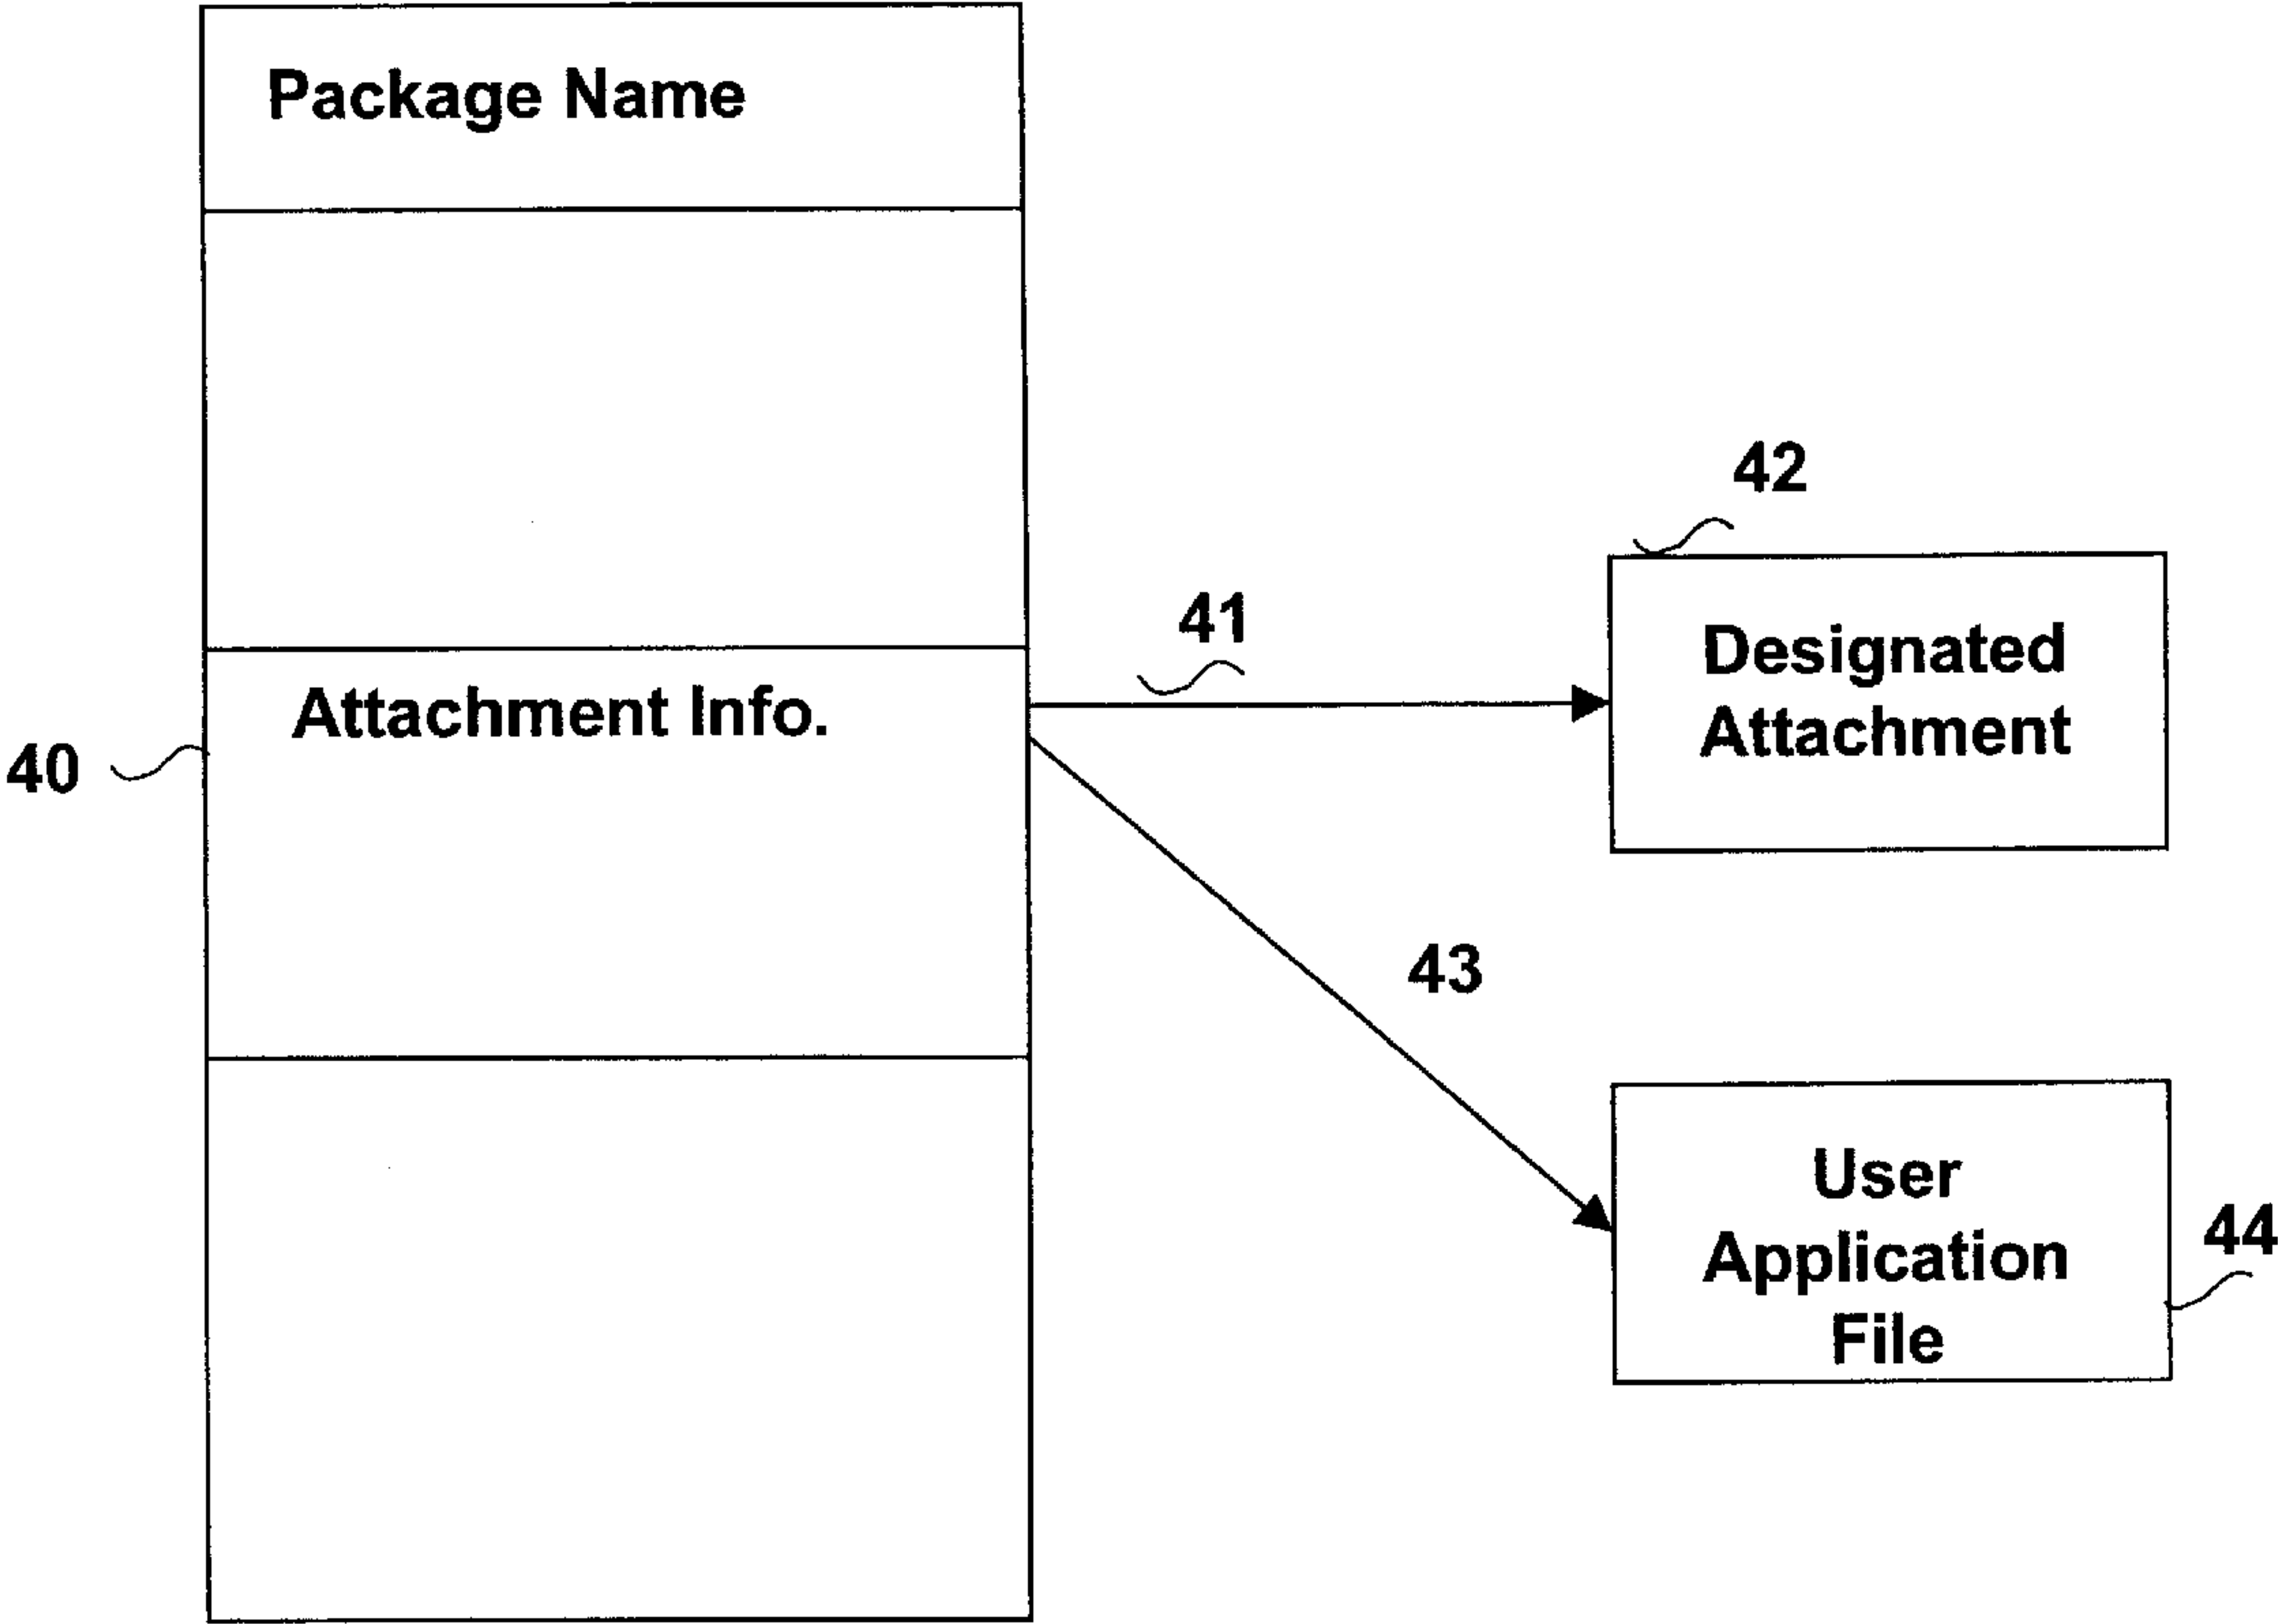 Package Name
42
41
Designated
Attachment
Attachment Info.
40
43
User
Application
File
44